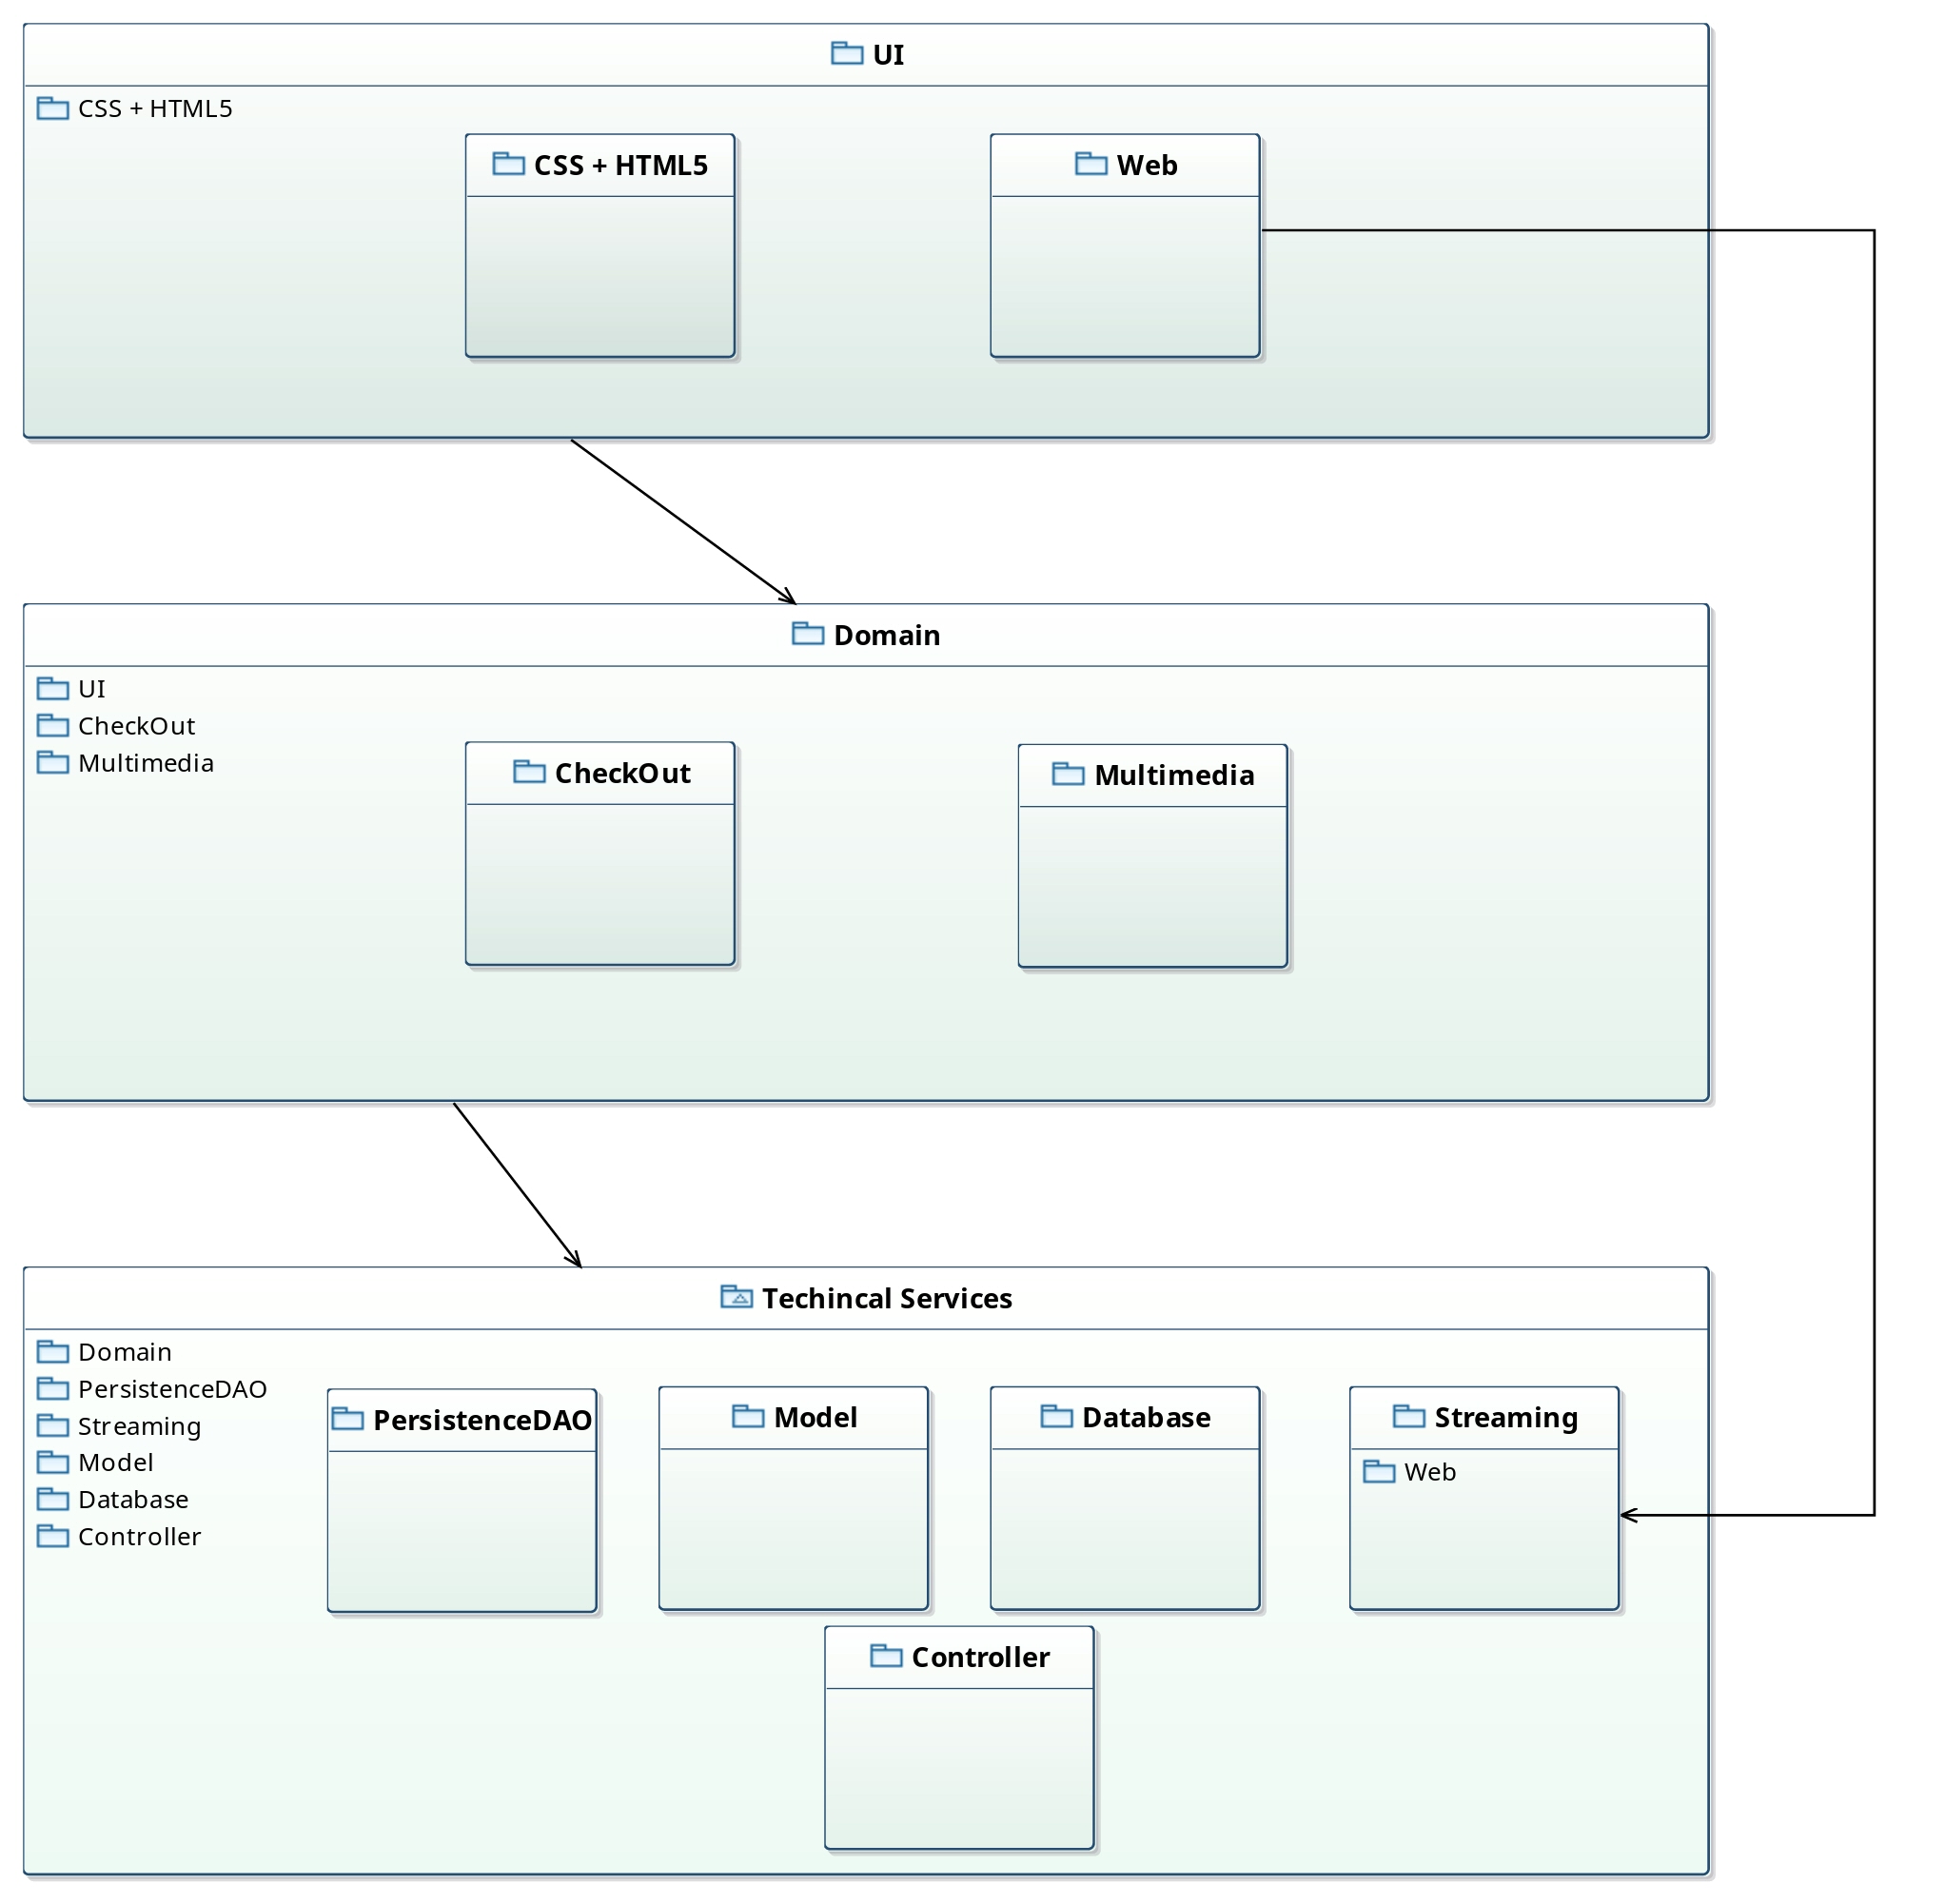 UI
CSS + HTML5
CSS + HTML5
Web
Domain
UI
CheckOut
Multimedia
CheckOut
Multimedia
Techincal Services
Domain
PersistenceDAO
Streaming
Model
Database
Controller
PersistenceDAO
Model
Database
Streaming
Web
Controller